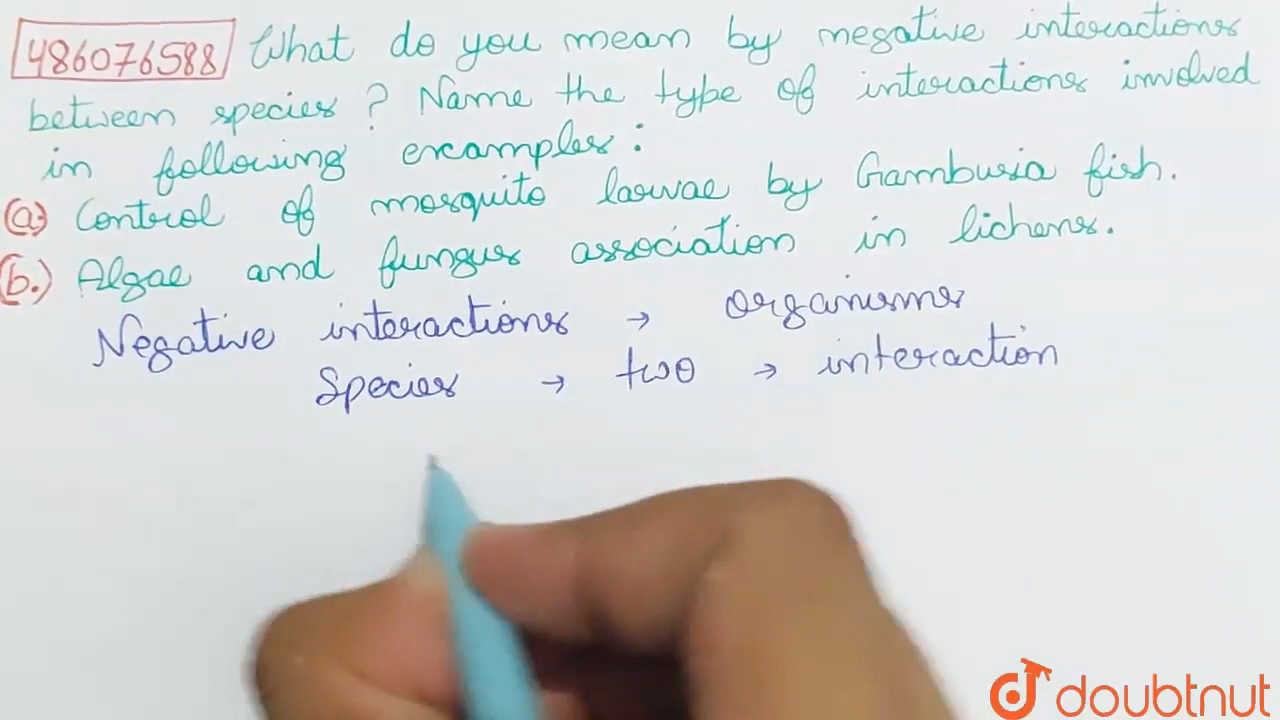 486076588 What do you mean by negative interactions
between species? Name the type of interactions involved
in following examples:
(a.) Control of mosquito larvae by Gambusia fish.
(b.) Algae and fungus association in lichens.
Negative interactions → organisms
Species → two → interaction
doubtnut